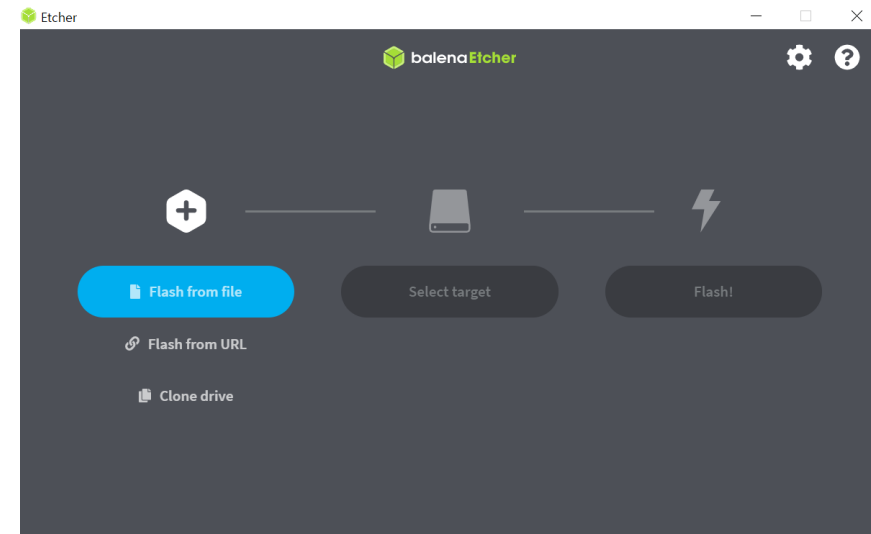 Etcher
balenaEtcher
Flash from file
Select target
Flash!
Flash from URL
Clone drive